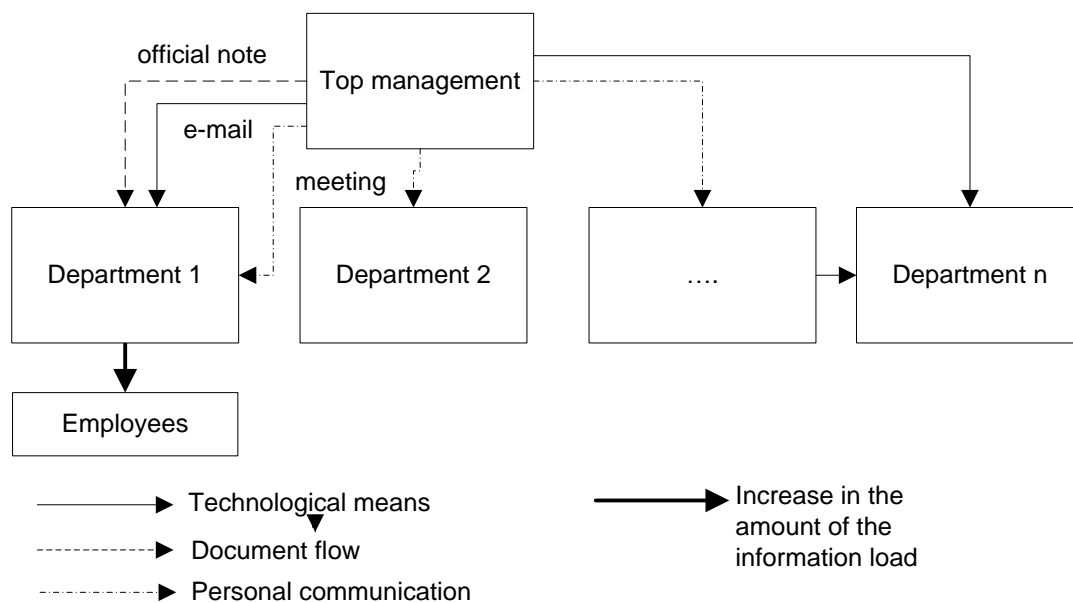 official note
Top management
e-mail
meeting
Department 1
Department 2
....
Department n
Employees
Technological means
Document flow
Personal communication
Increase in the
amount of the
information load